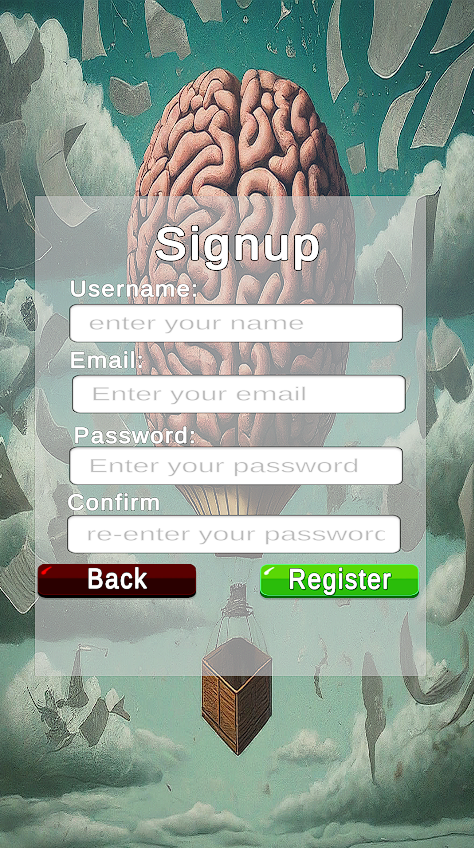 Signup
Username:
enter your name
Email:
Enter your email
Password:
Enter your password
Confirm
re-enter your password
Back
Register